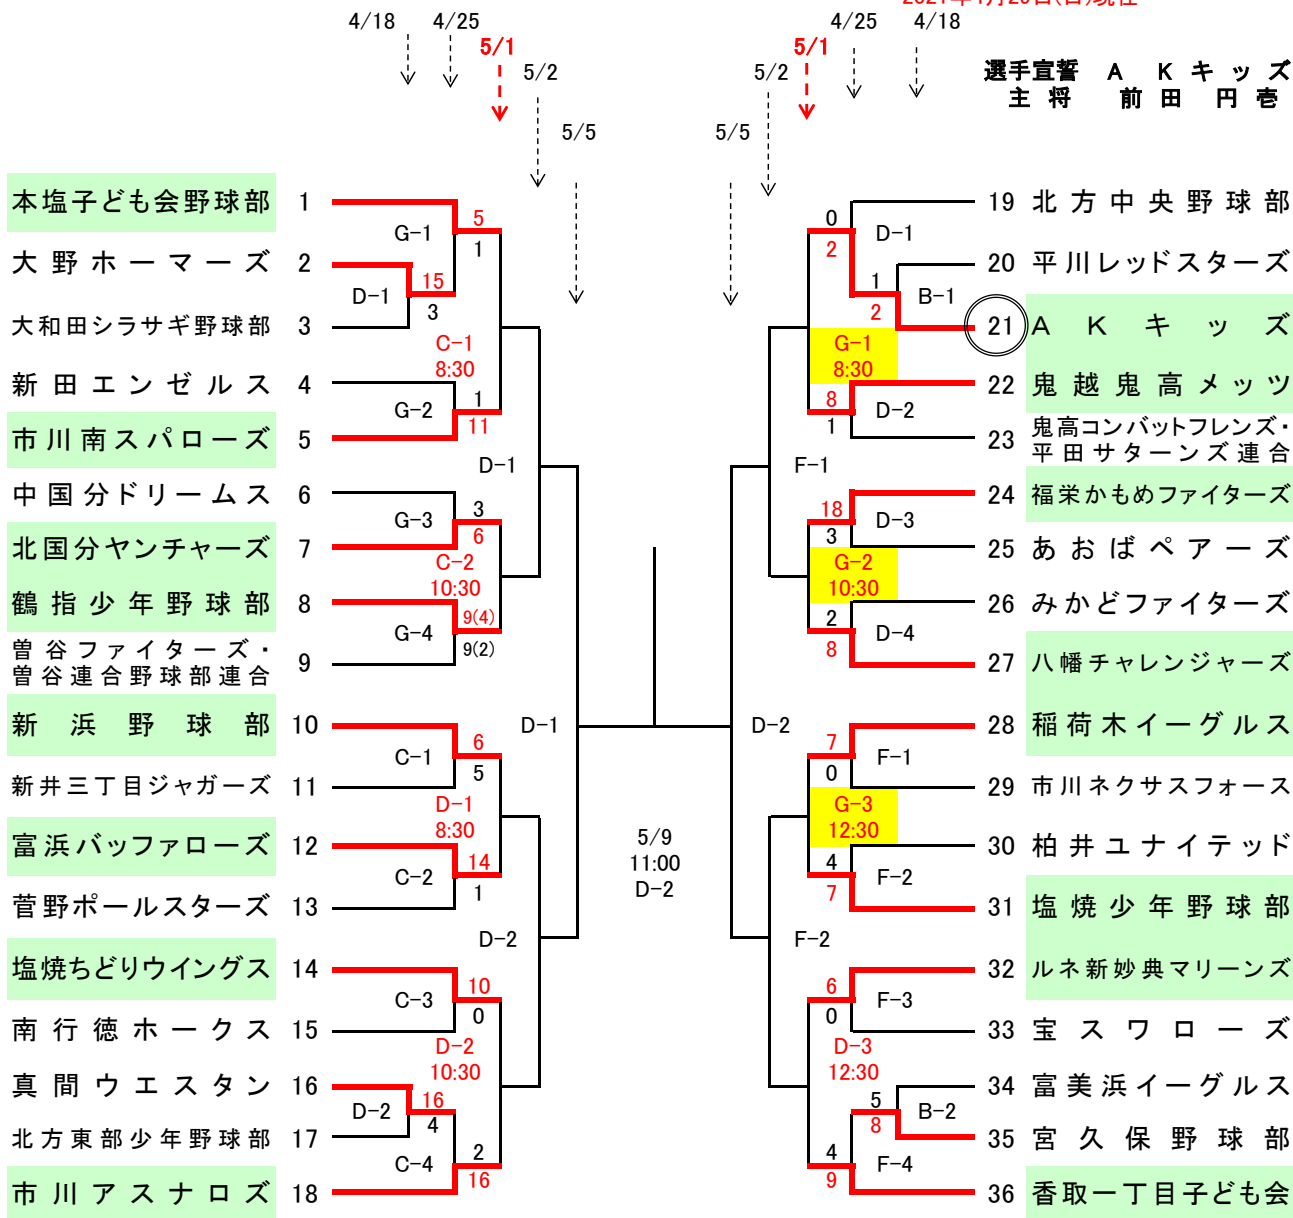 4/18 4/25 5/1 5/2 5/5
5/5 5/2 5/1 4/25 4/18
選手宣誓 A K キッズ
主将 前田 円壱
本塩子ども会野球部 1
大野ホーマーズ 2
大和田シラサギ野球部 3
新田エンゼルス 4
市川南スパローズ 5
中国分ドリームス 6
北国分ヤンチャーズ 7
鶴指少年野球部 8
曽谷ファイターズ・
曽谷連合野球部連合 9
新浜野球部 10
新井三丁目ジャガーズ 11
富浜バッファローズ 12
菅野ポールスターズ 13
塩焼ちどりウイングス 14
南行徳ホークス 15
真間ウエスタン 16
北方東部少年野球部 17
市川アスナロズ 18
G-1 5
1
D-1 15
3
C-1
8:30
G-2 1
11
D-1
G-3 3
6
C-2
10:30
G-4 9(4)
9(2)
D-1
C-1 6
5
D-1
8:30
C-2 14
1
D-2
C-3 10
0
D-2
10:30
D-2 16
4
C-4 2
16
5/9
11:00
D-2
D-2
0 D-1
2
1 B-1
2
G-1
8:30
8 D-2
1
F-1
18 D-3
3
G-2
10:30
2 D-4
8
7 F-1
0
G-3
12:30
4 F-2
7
F-2
6 F-3
0
D-3
12:30
5 B-2
8
4 F-4
9
19 北方中央野球部
20 平川レッドスターズ
21 A K キッズ
22 鬼越鬼高メッツ
23 鬼高コンバットフレンズ・
平田サターンズ連合
24 福栄かもめファイターズ
25 あおばペアーズ
26 みかどファイターズ
27 八幡チャレンジャーズ
28 稲荷木イーグルス
29 市川ネクサスフォース
30 柏井ユナイテッド
31 塩焼少年野球部
32 ルネ新妙典マリーンズ
33 宝スワローズ
34 富美浜イーグルス
35 宮久保野球部
36 香取一丁目子ども会